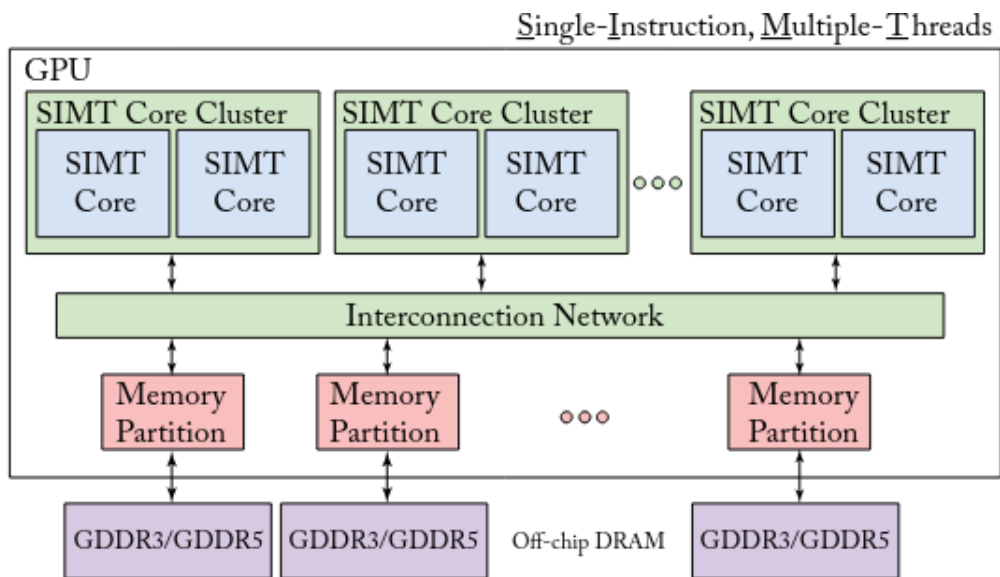 Single-Instruction, Multiple-Threads
GPU
SIMT Core Cluster
SIMT
Core
SIMT
Core
SIMT Core Cluster
SIMT
Core
SIMT
Core
SIMT Core Cluster
SIMT
Core
SIMT
Core
Interconnection Network
Memory
Partition
Memory
Partition
Memory
Partition
GDDR3/GDDR5
GDDR3/GDDR5
Off-chip DRAM
GDDR3/GDDR5